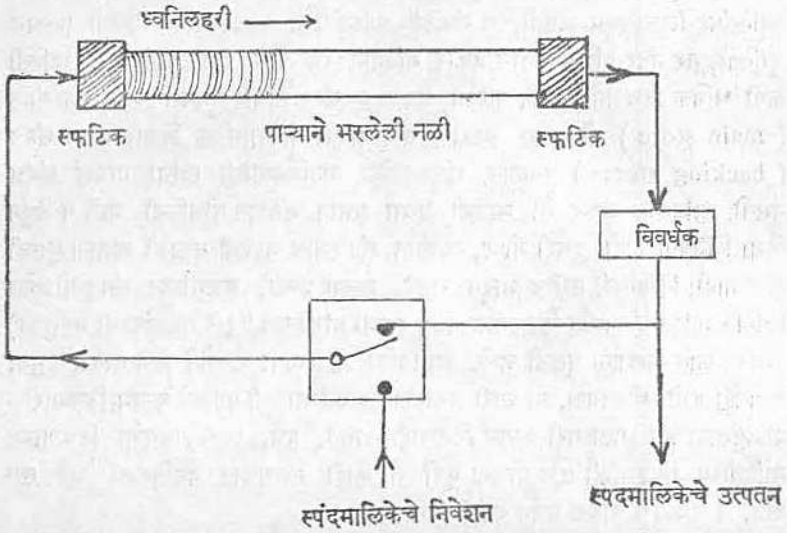 ध्वनिलहरी
स्फटिक
पाऱ्याने भरलेली नळी
स्फटिक
विवर्धक
स्पंदमालिकेचे निवेशन
स्पंदमालिकेचे उत्पतन